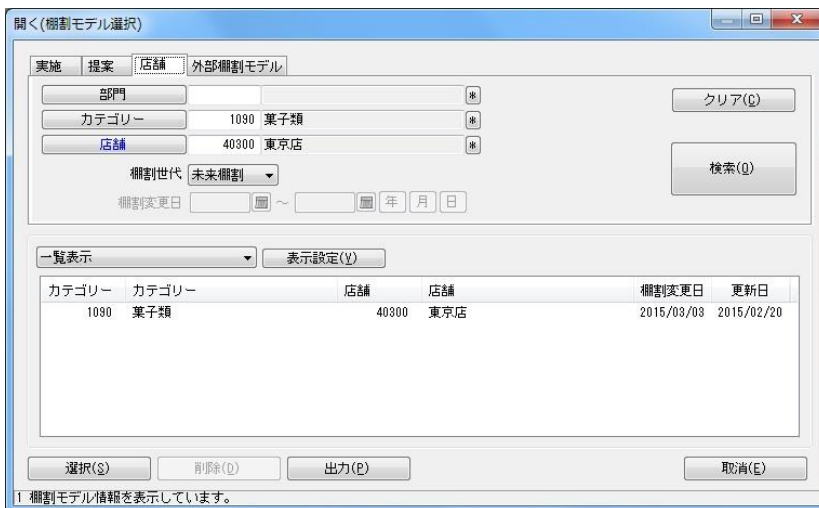 開く(棚割モデル選択)
実施 提案 店舗 外部棚割モデル
部門 *
クリア(C)
カテゴリー 1090 菓子類 *
店舗 40300 東京店 *
検索(Q)
棚割世代 未来棚割
棚割変更日 ～ 年 月 日
一覧表示 表示設定(V)
カテゴリー カテゴリー 店舗 店舗 棚割変更日 更新日
1090 菓子類 40300 東京店 2015/03/03 2015/02/20
選択(S) 削除(D) 出力(P) 取消(E)
1 棚割モデル情報を表示しています。